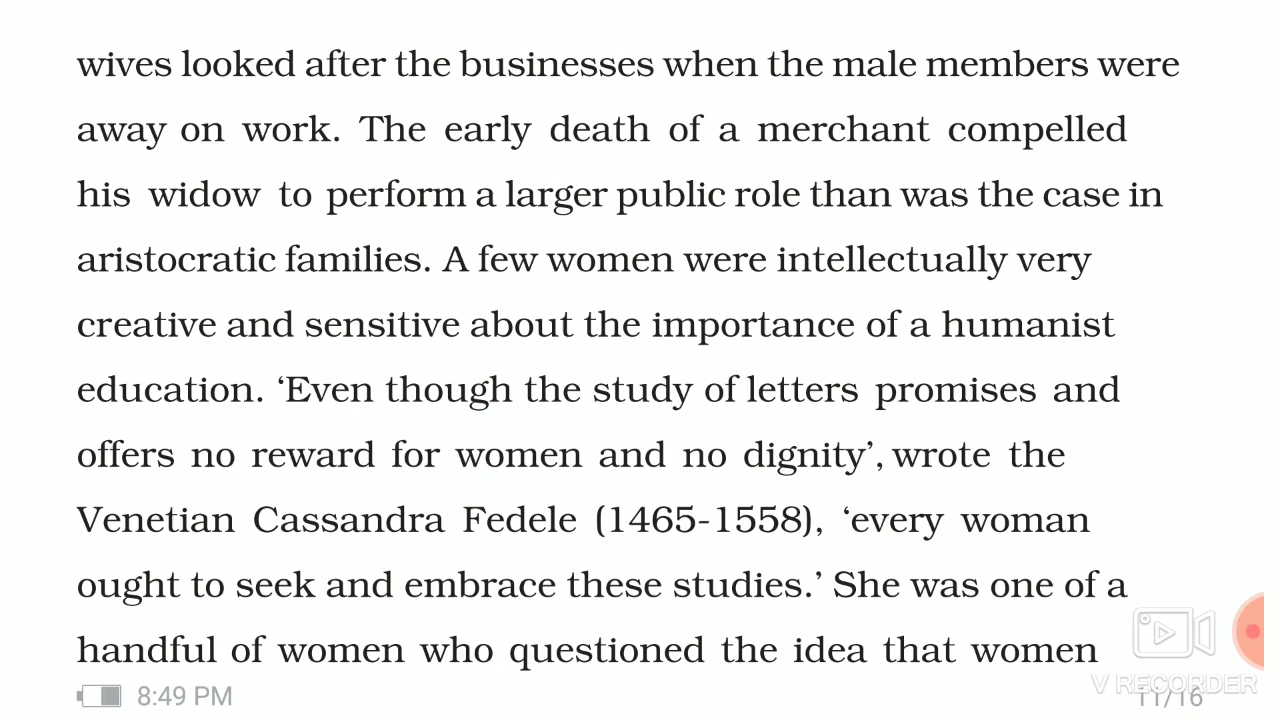 wives looked after the businesses when the male members were
away on work. The early death of a merchant compelled
his widow to perform a larger public role than was the case in
aristocratic families. A few women were intellectually very
creative and sensitive about the importance of a humanist
education. ‘Even though the study of letters promises and
offers no reward for women and no dignity’, wrote the
Venetian Cassandra Fedele (1465-1558), ‘every woman
ought to seek and embrace these studies.’ She was one of a
handful of women who questioned the idea that women
V RECORDER
8:49 PM
11/16